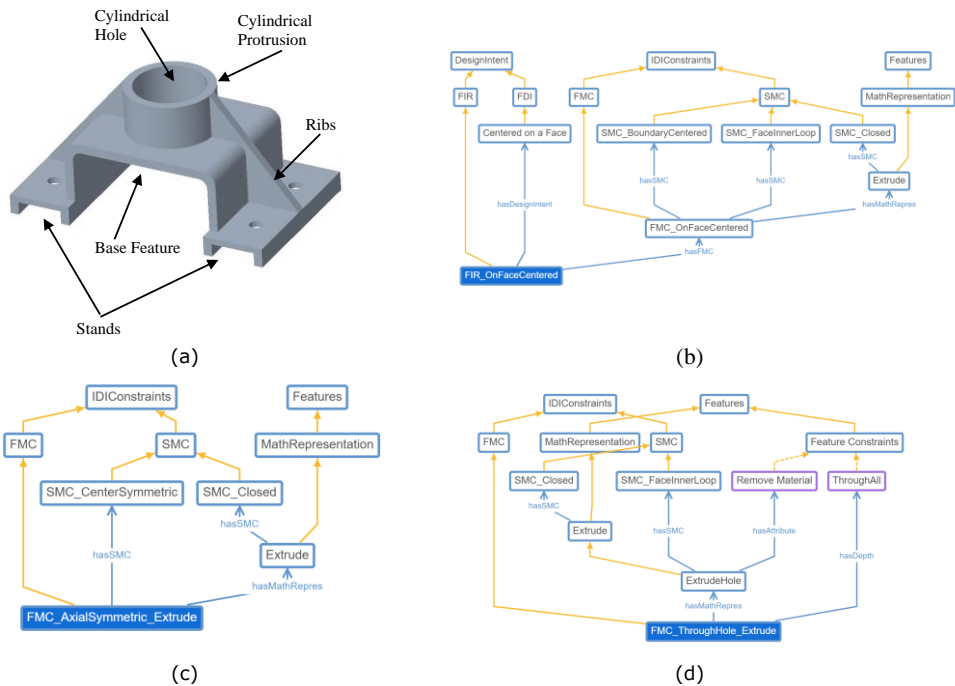 Cylindrical
Hole
Cylindrical
Protrusion
Ribs
Base Feature
Stands
(a)
DesignIntent
IDIConstraints
Features
FIR
FDI
FMC
SMC
MathRepresentation
Centered on a Face
SMC_BoundaryCentered
SMC_FaceInnerLoop
SMC_Closed
hasSMC
Extrude
hasSMC
hasSMC
hasMathRepres
hasDesignIntent
FMC_OnFaceCentered
hasFMC
FIR_OnFaceCentered
(b)
IDIConstraints
Features
FMC
SMC
MathRepresentation
SMC_CenterSymmetric
SMC_Closed
hasSMC
hasSMC
Extrude
hasMathRepres
FMC_AxialSymmetric_Extrude
(c)
IDIConstraints
Features
FMC
MathRepresentation
SMC
Feature Constraints
SMC_Closed
SMC_FaceInnerLoop
Remove Material
ThroughAll
hasSMC
Extrude
hasSMC
hasAttribute
hasDepth
ExtrudeHole
hasMathRepres
FMC_ThroughHole_Extrude
(d)